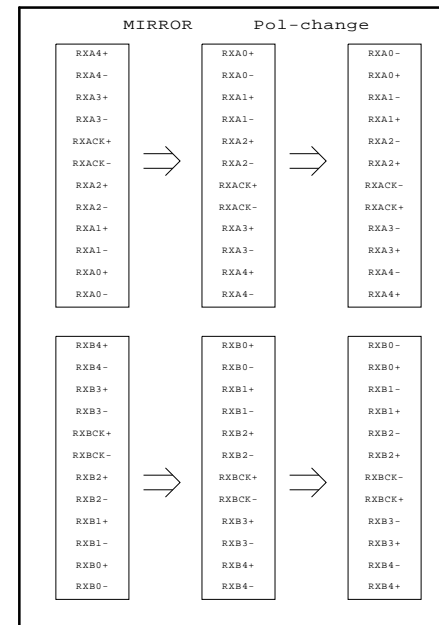 MIRROR Pol-change
RXA4+ RXA0+ RXA0-
RXA4- RXA0- RXA0+
RXA3+ RXA1+ RXA1-
RXA3- RXA1- RXA1+
RXACK+ RXA2+ RXA2-
RXACK- RXA2- RXA2+
RXA2+ RXACK+ RXACK-
RXA2- RXACK- RXACK+
RXA1+ RXA3+ RXA3-
RXA1- RXA3- RXA3+
RXA0+ RXA4+ RXA4-
RXA0- RXA4- RXA4+
RXB4+ RXB0+ RXB0-
RXB4- RXB0- RXB0+
RXB3+ RXB1+ RXB1-
RXB3- RXB1- RXB1+
RXBCK+ RXB2+ RXB2-
RXBCK- RXB2- RXB2+
RXB2+ RXBCK+ RXBCK-
RXB2- RXBCK- RXBCK+
RXB1+ RXB3+ RXB3-
RXB1- RXB3- RXB3+
RXB0+ RXB4+ RXB4-
RXB0- RXB4- RXB4+